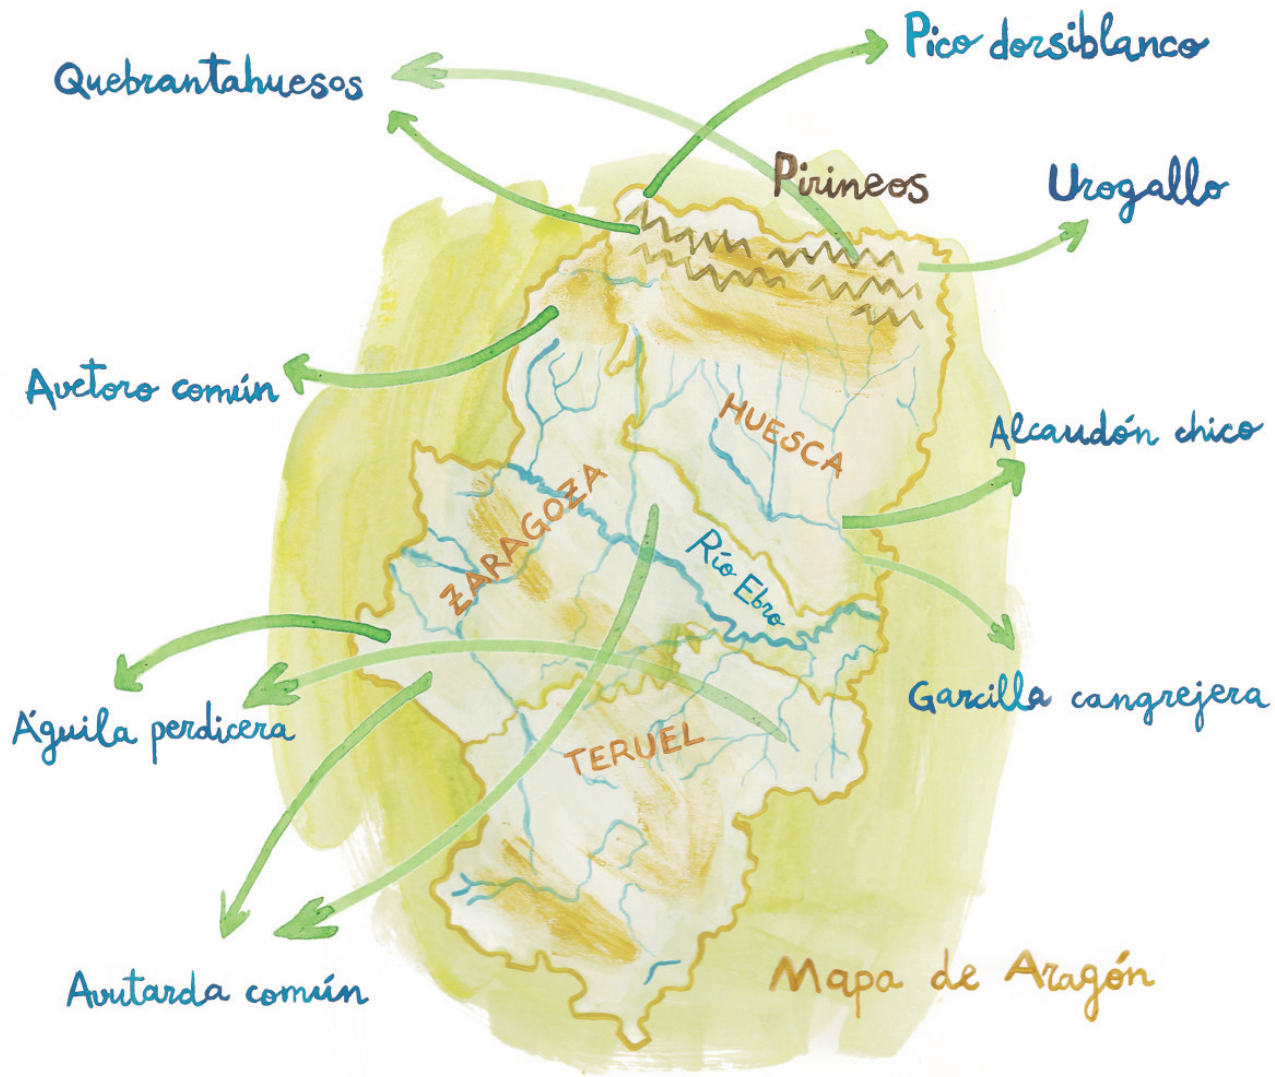 Pico dorsiblanco
Quebrantahuesos
Pirineos
Urogallo
Avetoro común
HUESCA
Alcaudón chico
ZARAGOZA
Río Ebro
Águila perdicera
Garcilla cangrejera
TERUEL
Avutarda común
Mapa de Aragón